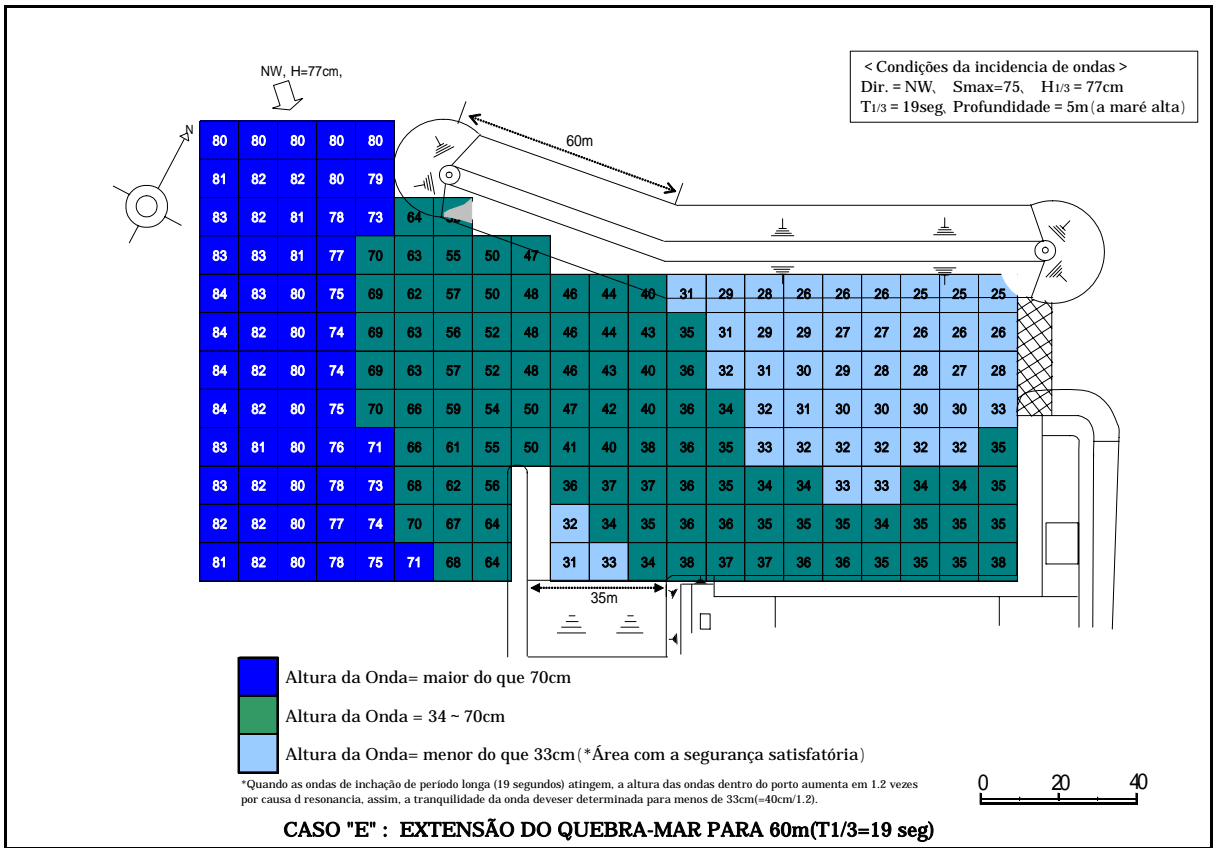 NW, H=77cm,
< Condições da incidencia de ondas >
Dir. = NW、 Smax=75、 H1/3 = 77cm
T1/3 = 19seg, Profundidade = 5m(a maré alta)
N
60m
80 80 80 80 80
81 82 82 80 79
83 82 81 78 73 64
83 83 81 77 70 63 55 50 47
84 83 80 75 69 62 57 50 48 46 44 40 31 29 28 26 26 26 25 25 25
84 82 80 74 69 63 56 52 48 46 44 43 35 31 29 29 27 27 26 26 26
84 82 80 74 69 63 57 52 48 46 43 40 36 32 31 30 29 28 28 27 28
84 82 80 75 70 66 59 54 50 47 42 40 36 34 32 31 30 30 30 30 33
83 81 80 76 71 66 61 55 50 41 40 38 36 35 33 32 32 32 32 32 35
83 82 80 78 73 68 62 56 36 37 37 36 35 34 34 33 33 34 34 35
82 82 80 77 74 70 67 64 32 34 35 36 36 35 35 35 34 35 35 35
81 82 80 78 75 71 68 64 31 33 34 38 37 37 36 36 35 35 35 38
35m
Altura da Onda= maior do que 70cm
Altura da Onda = 34 ~ 70cm
Altura da Onda= menor do que 33cm(*Área com a segurança satisfatória)
*Quando as ondas de inchação de período longa (19 segundos) atingem, a altura das ondas dentro do porto aumenta em 1.2 vezes
por causa d resonancia, assim, a tranquilidade da onda deveser determinada para menos de 33cm(=40cm/1.2).
0 20 40
CASO "E" : EXTENSÃO DO QUEBRA-MAR PARA 60m(T1/3=19 seg)